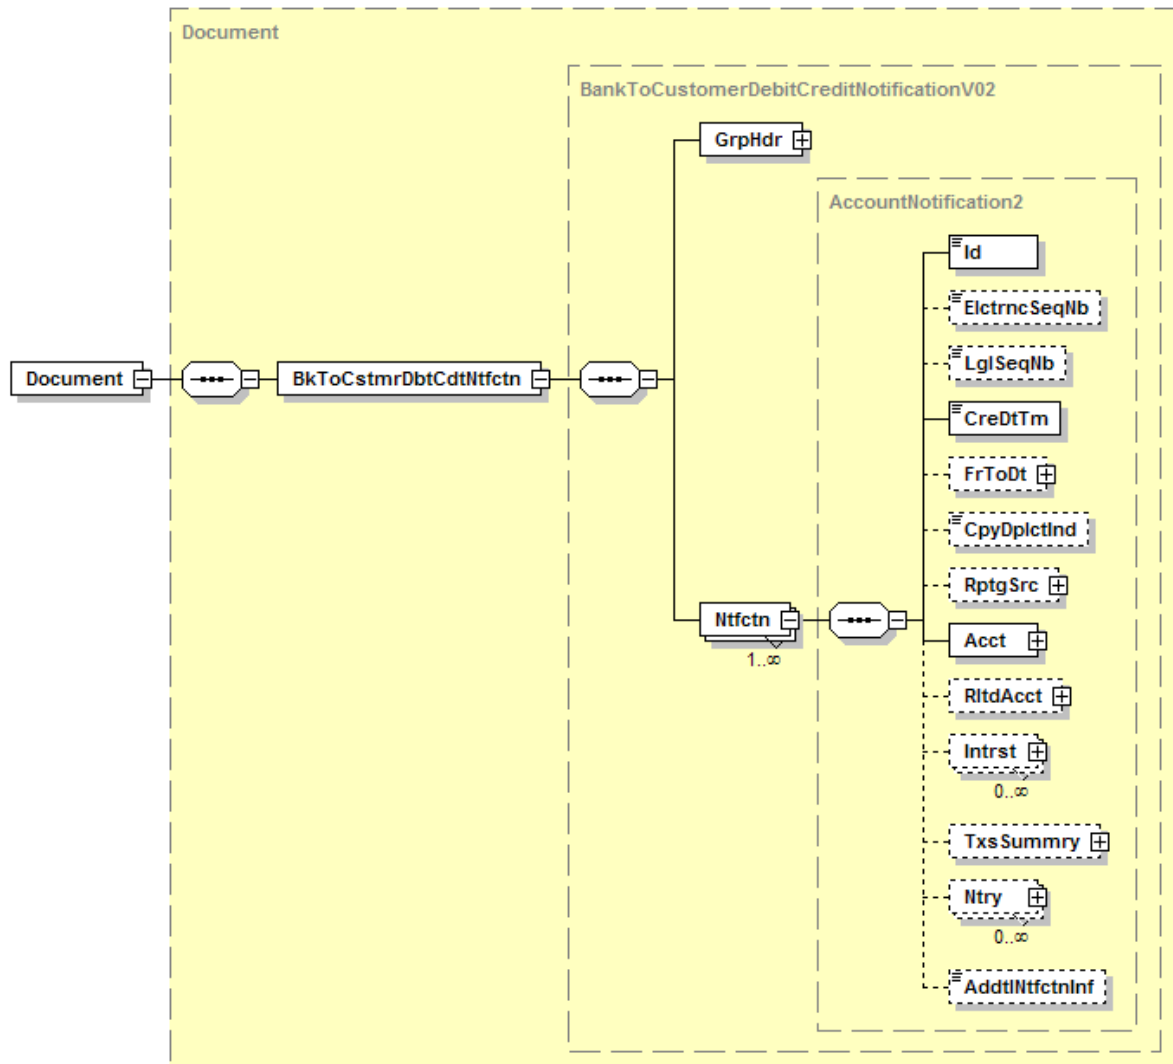 Document
BankToCustomerDebitCreditNotificationV02
GrpHdr
AccountNotification2
Id
ElctrncSeqNb
LglSeqNb
Document
BkToCstmrDbtCdtNtfctn
CreDtTm
FrToDt
CpyDplctInd
RptgSrc
Ntfctn
1..∞
Acct
RltdAcct
Intrst
0..∞
TxsSummry
Ntry
0..∞
AddtlNtfctnInf